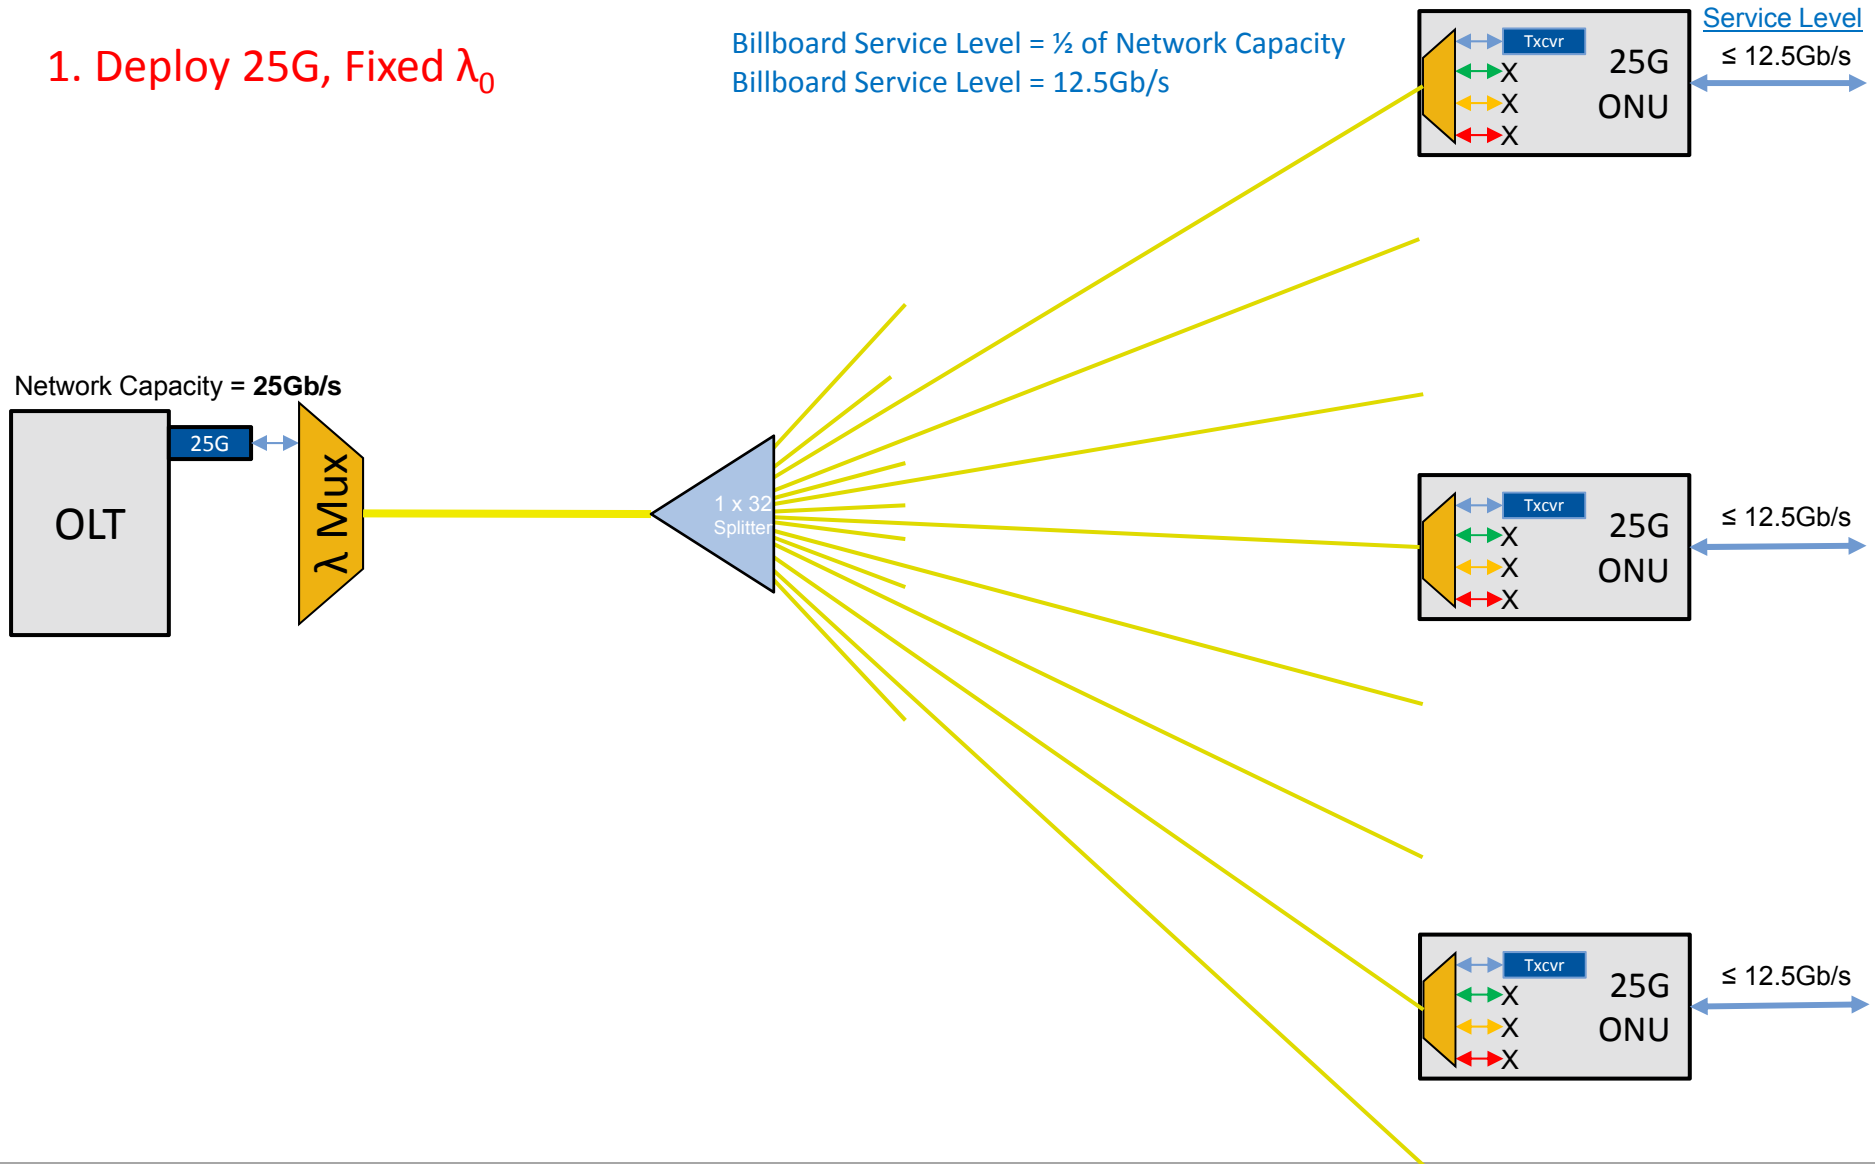 1. Deploy 25G, Fixed λ0
Billboard Service Level = ½ of Network Capacity
Billboard Service Level = 12.5Gb/s
Service Level
≤ 12.5Gb/s
Txcvr
X
X
X
25G
ONU
Network Capacity = 25Gb/s
OLT
25G
λ Mux
1 x 32
Splitter
Txcvr
X
X
X
25G
ONU
≤ 12.5Gb/s
Txcvr
X
X
X
25G
ONU
≤ 12.5Gb/s